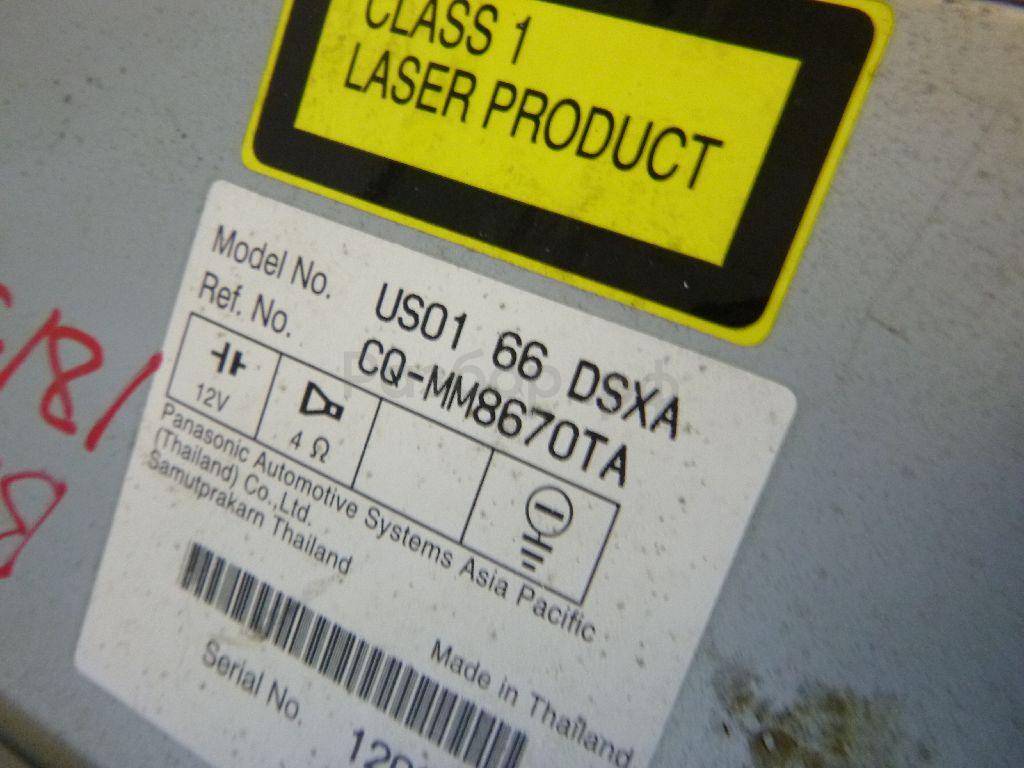 CLASS 1
LASER PRODUCT
Model No. US01 66 DSXA
Ref. No. CQ-MM8670TA
12V
4 Ω
Panasonic Automotive Systems Asia Pacific
(Thailand) Co.,Ltd.
Samutprakarn Thailand
Made in Thailand
Serial No.
181